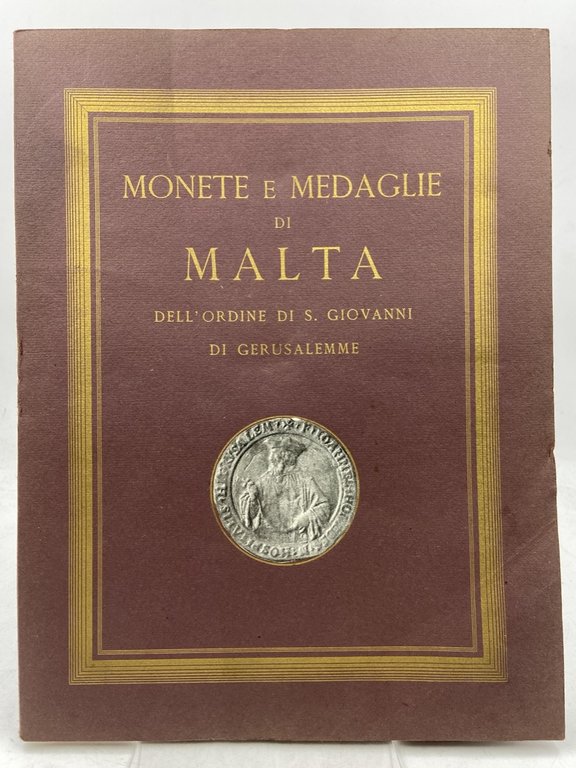 MONETE E MEDAGLIE
DI
MALTA
DELL'ORDINE DI S. GIOVANNI
DI GERUSALEMME